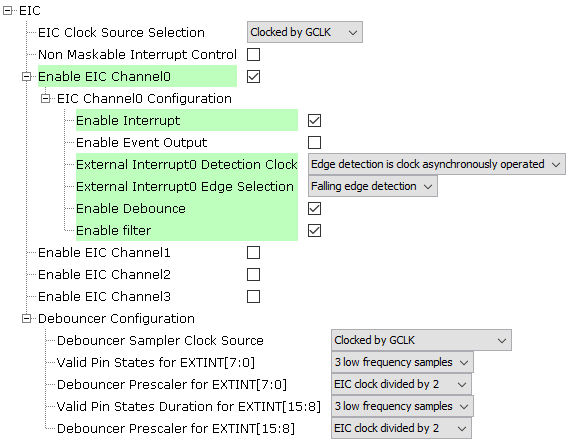 EIC
EIC Clock Source Selection Clocked by GCLK
Non Maskable Interrupt Control
Enable EIC Channel0
EIC Channel0 Configuration
Enable Interrupt
Enable Event Output
External Interrupt0 Detection Clock Edge detection is clock asynchronously operated
External Interrupt0 Edge Selection Falling edge detection
Enable Debounce
Enable filter
Enable EIC Channel1
Enable EIC Channel2
Enable EIC Channel3
Debouncer Configuration
Debouncer Sampler Clock Source Clocked by GCLK
Valid Pin States for EXTINT[7:0] 3 low frequency samples
Debouncer Prescaler for EXTINT[7:0] EIC clock divided by 2
Valid Pin States Duration for EXTINT[15:8] 3 low frequency samples
Debouncer Prescaler for EXTINT[15:8] EIC clock divided by 2